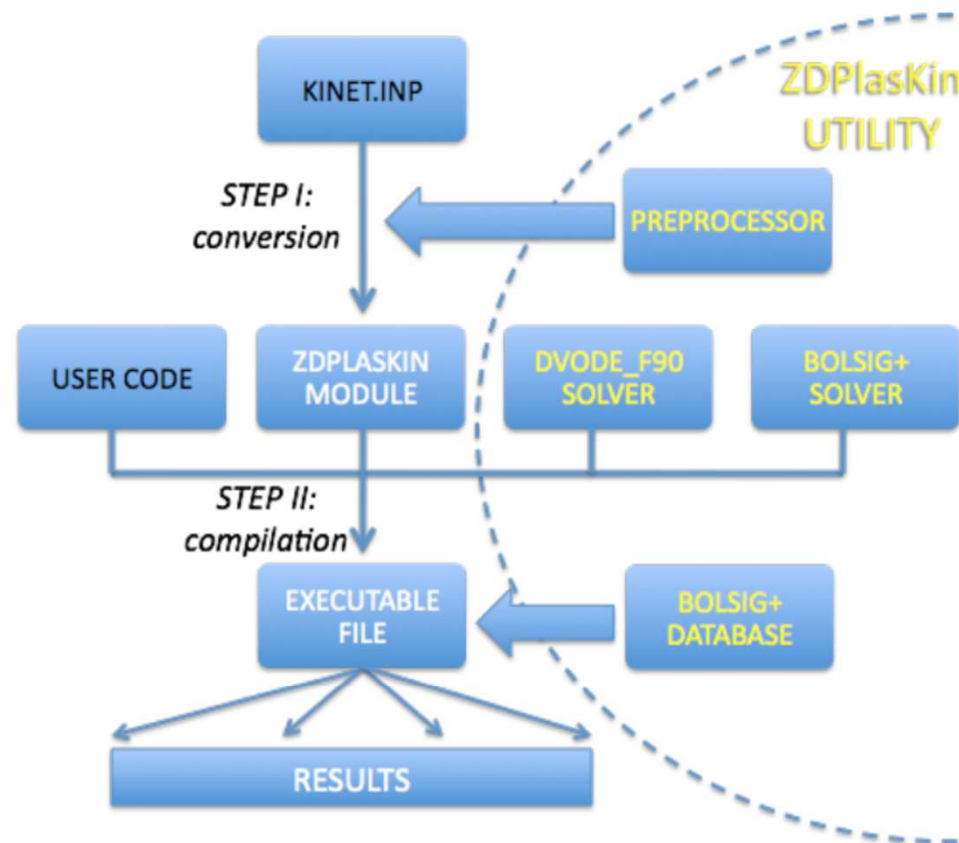 KINET.INP
ZDPlasKin
UTILITY
STEP I:
conversion
PREPROCESSOR
USER CODE
ZDPLASKIN
MODULE
DVODE_F90
SOLVER
BOLSIG+
SOLVER
STEP II:
compilation
EXECUTABLE
FILE
BOLSIG+
DATABASE
RESULTS